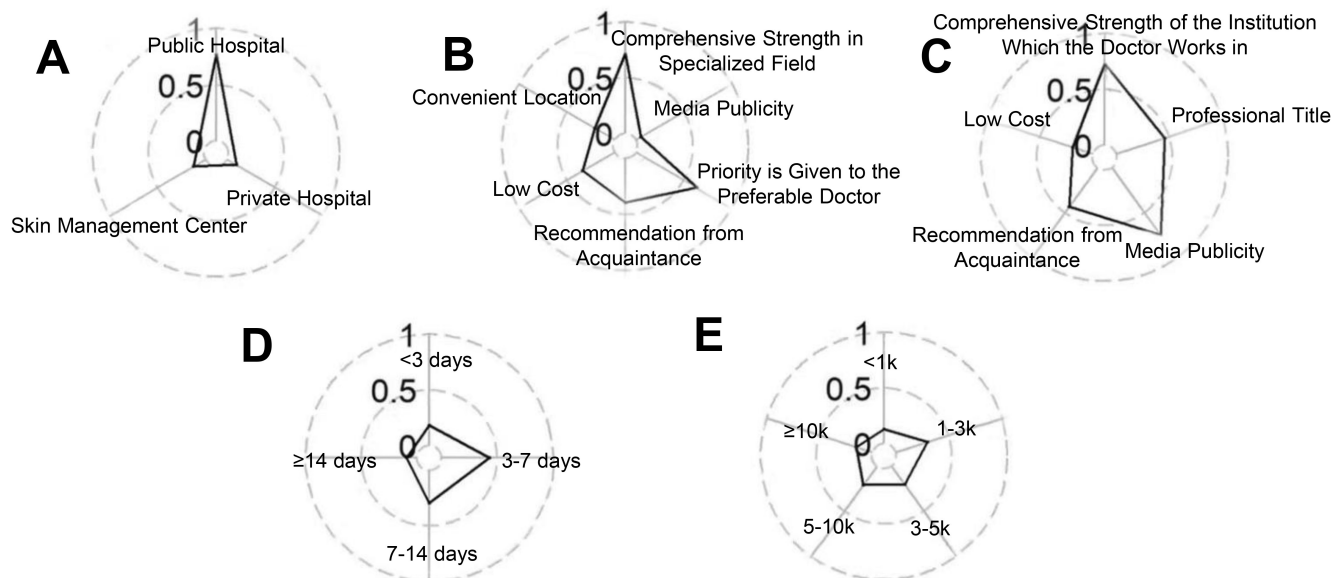 A
1
Public Hospital
0.5
0
Private Hospital
Skin Management Center
B
1
Comprehensive Strength in
Specialized Field
0.5
Convenient Location
Media Publicity
0
Priority is Given to the
Preferable Doctor
Low Cost
Recommendation from
Acquaintance
C
1
Comprehensive Strength of the Institution
Which the Doctor Works in
0.5
Low Cost
Professional Title
0
Recommendation from
Acquaintance
Media Publicity
D
1
<3 days
0.5
0
≥14 days
3-7 days
7-14 days
E
1
<1k
0.5
≥10k
0
1-3k
5-10k
3-5k